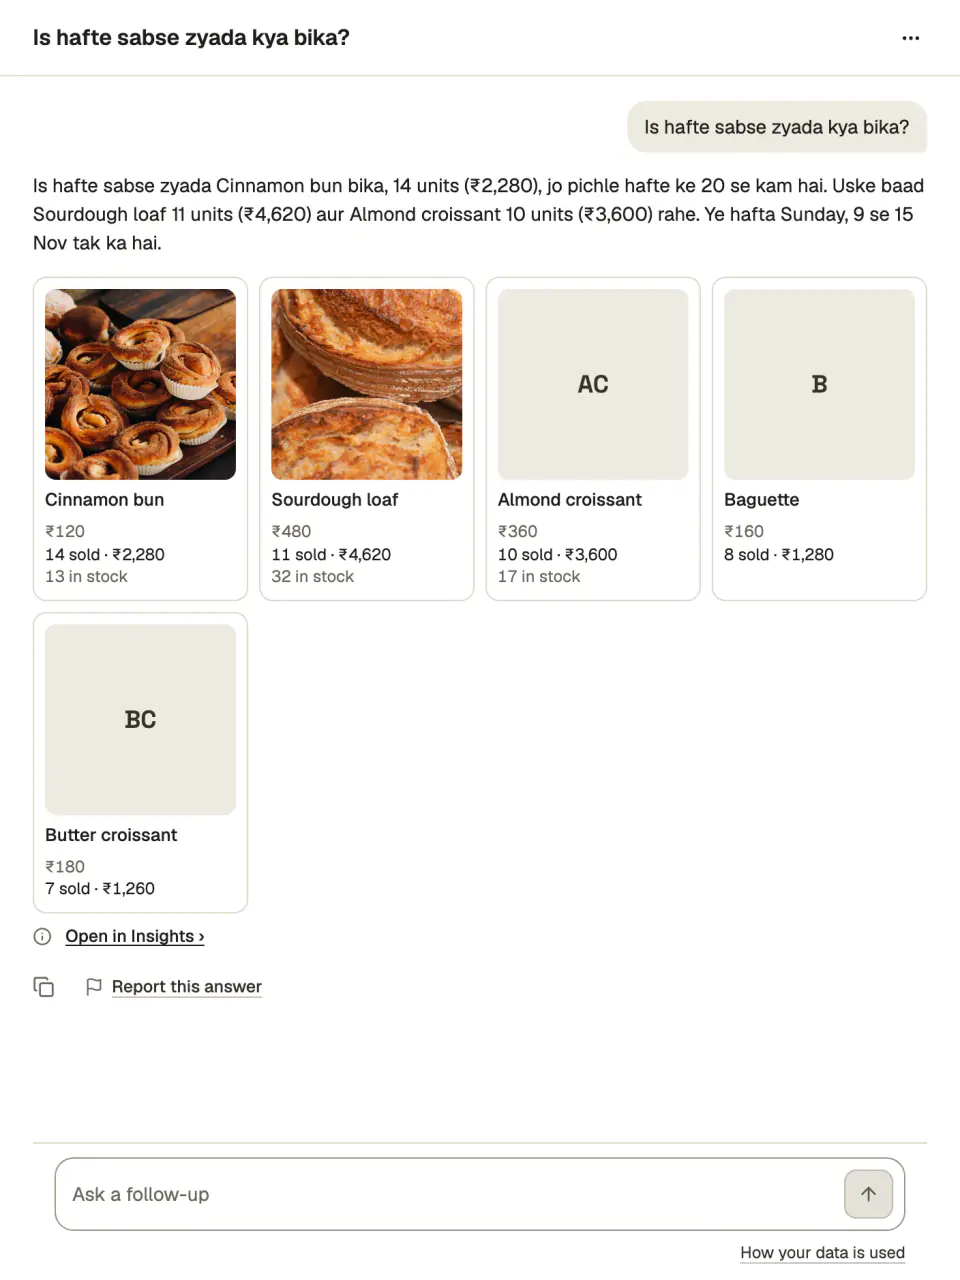 Is hafte sabse zyada kya bika?
Is hafte sabse zyada kya bika?
Is hafte sabse zyada Cinnamon bun bika, 14 units (₹2,280), jo pichle hafte ke 20 se kam hai. Uske baad
Sourdough loaf 11 units (₹4,620) aur Almond croissant 10 units (₹3,600) rahe. Ye hafta Sunday, 9 se 15
Nov tak ka hai.
Cinnamon bun
₹120
14 sold · ₹2,280
13 in stock
Sourdough loaf
₹480
11 sold · ₹4,620
32 in stock
AC
Almond croissant
₹360
10 sold · ₹3,600
17 in stock
B
Baguette
₹160
8 sold · ₹1,280
BC
Butter croissant
₹180
7 sold · ₹1,260
Open in Insights ›
Report this answer
Ask a follow-up
How your data is used